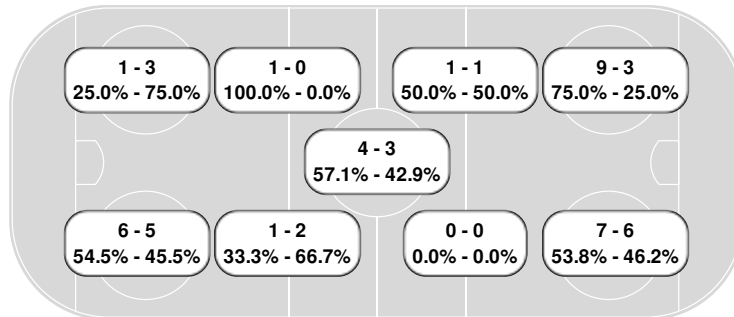 1 - 3
25.0% - 75.0%
1 - 0
100.0% - 0.0%
1 - 1
50.0% - 50.0%
9 - 3
75.0% - 25.0%
4 - 3
57.1% - 42.9%
6 - 5
54.5% - 45.5%
1 - 2
33.3% - 66.7%
0 - 0
0.0% - 0.0%
7 - 6
53.8% - 46.2%